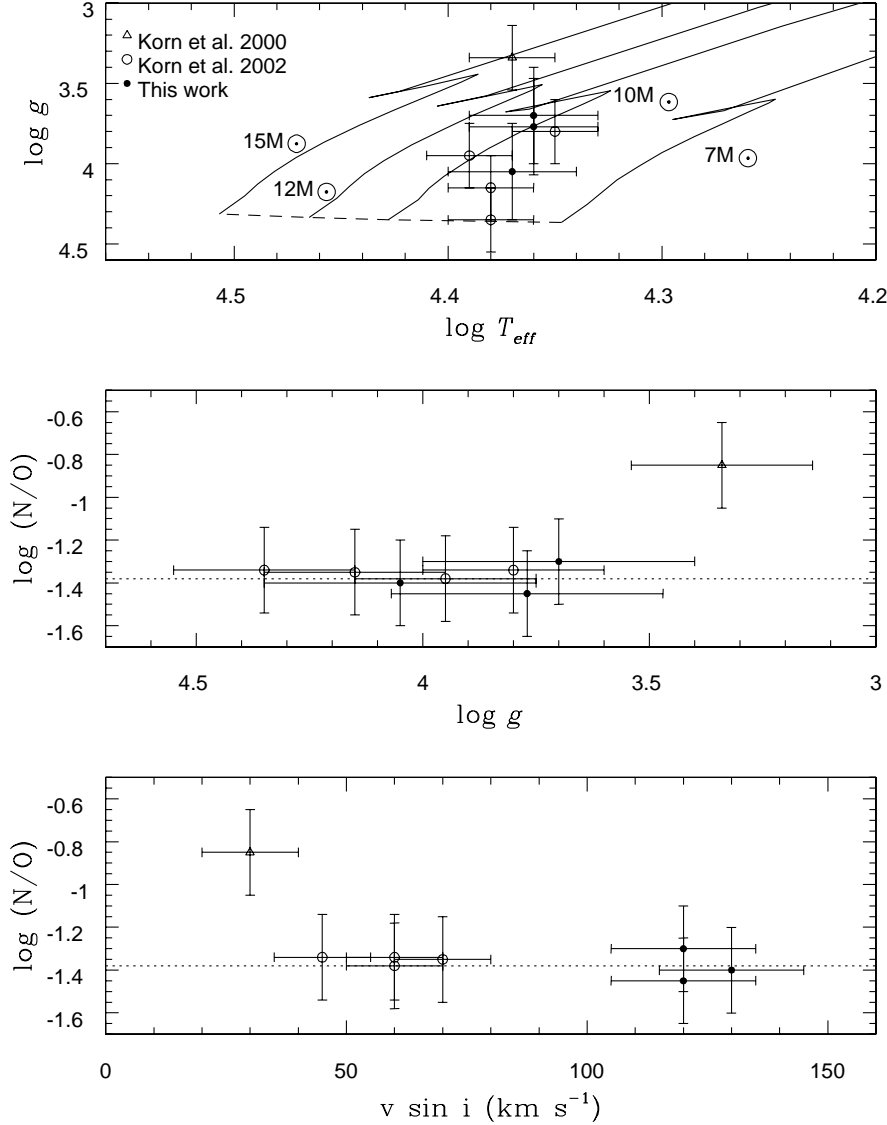 3
3.5
4
4.5
log g
△ Korn et al. 2000
○ Korn et al. 2002
● This work
15M⊙
12M⊙
10M⊙
7M⊙
4.5
4.4
4.3
4.2
log T_eff
-0.6
-0.8
-1
-1.2
-1.4
-1.6
log (N/O)
4.5
4
3.5
3
log g
-0.6
-0.8
-1
-1.2
-1.4
-1.6
log (N/O)
0
50
100
150
v sin i (km s⁻¹)